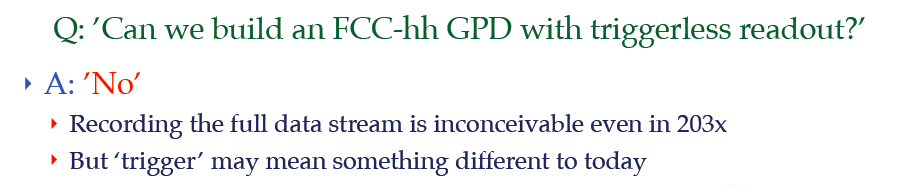 Q: ’Can we build an FCC-hh GPD with triggerless readout?’
A: ’No’
Recording the full data stream is inconceivable even in 203x
But ‘trigger’ may mean something different to today